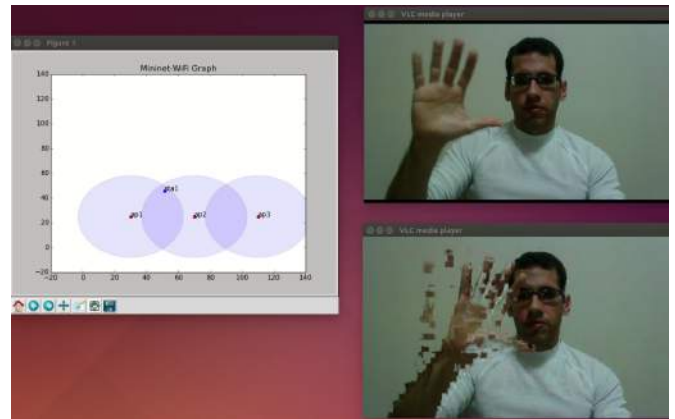 Figure 1
Mininet-WiFi Graph
140
120
100
80
60
40
20
0
−20
−20 0 20 40 60 80 100 120 140
sta1
ap1 ap2 ap3
VLC media player
VLC media player